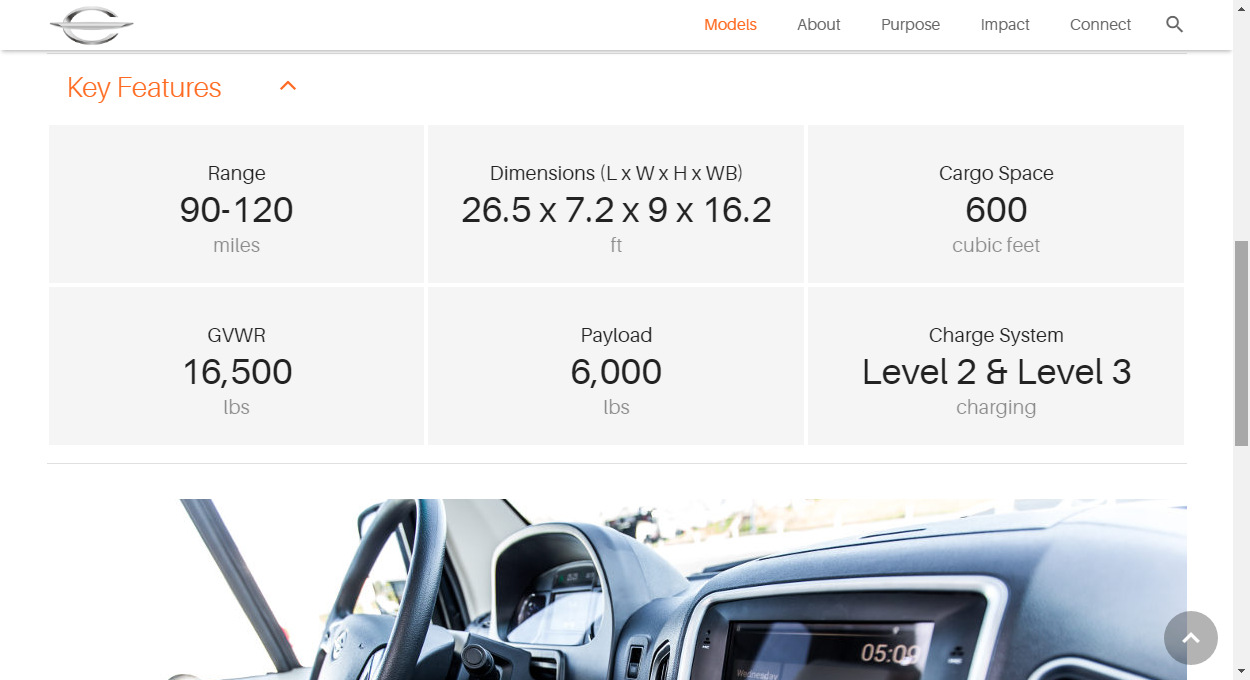 Models About Purpose Impact Connect
Key Features
Range
90-120
miles
Dimensions (L x W x H x WB)
26.5 x 7.2 x 9 x 16.2
ft
Cargo Space
600
cubic feet
GVWR
16,500
lbs
Payload
6,000
lbs
Charge System
Level 2 & Level 3
charging
05:09
Wednesday